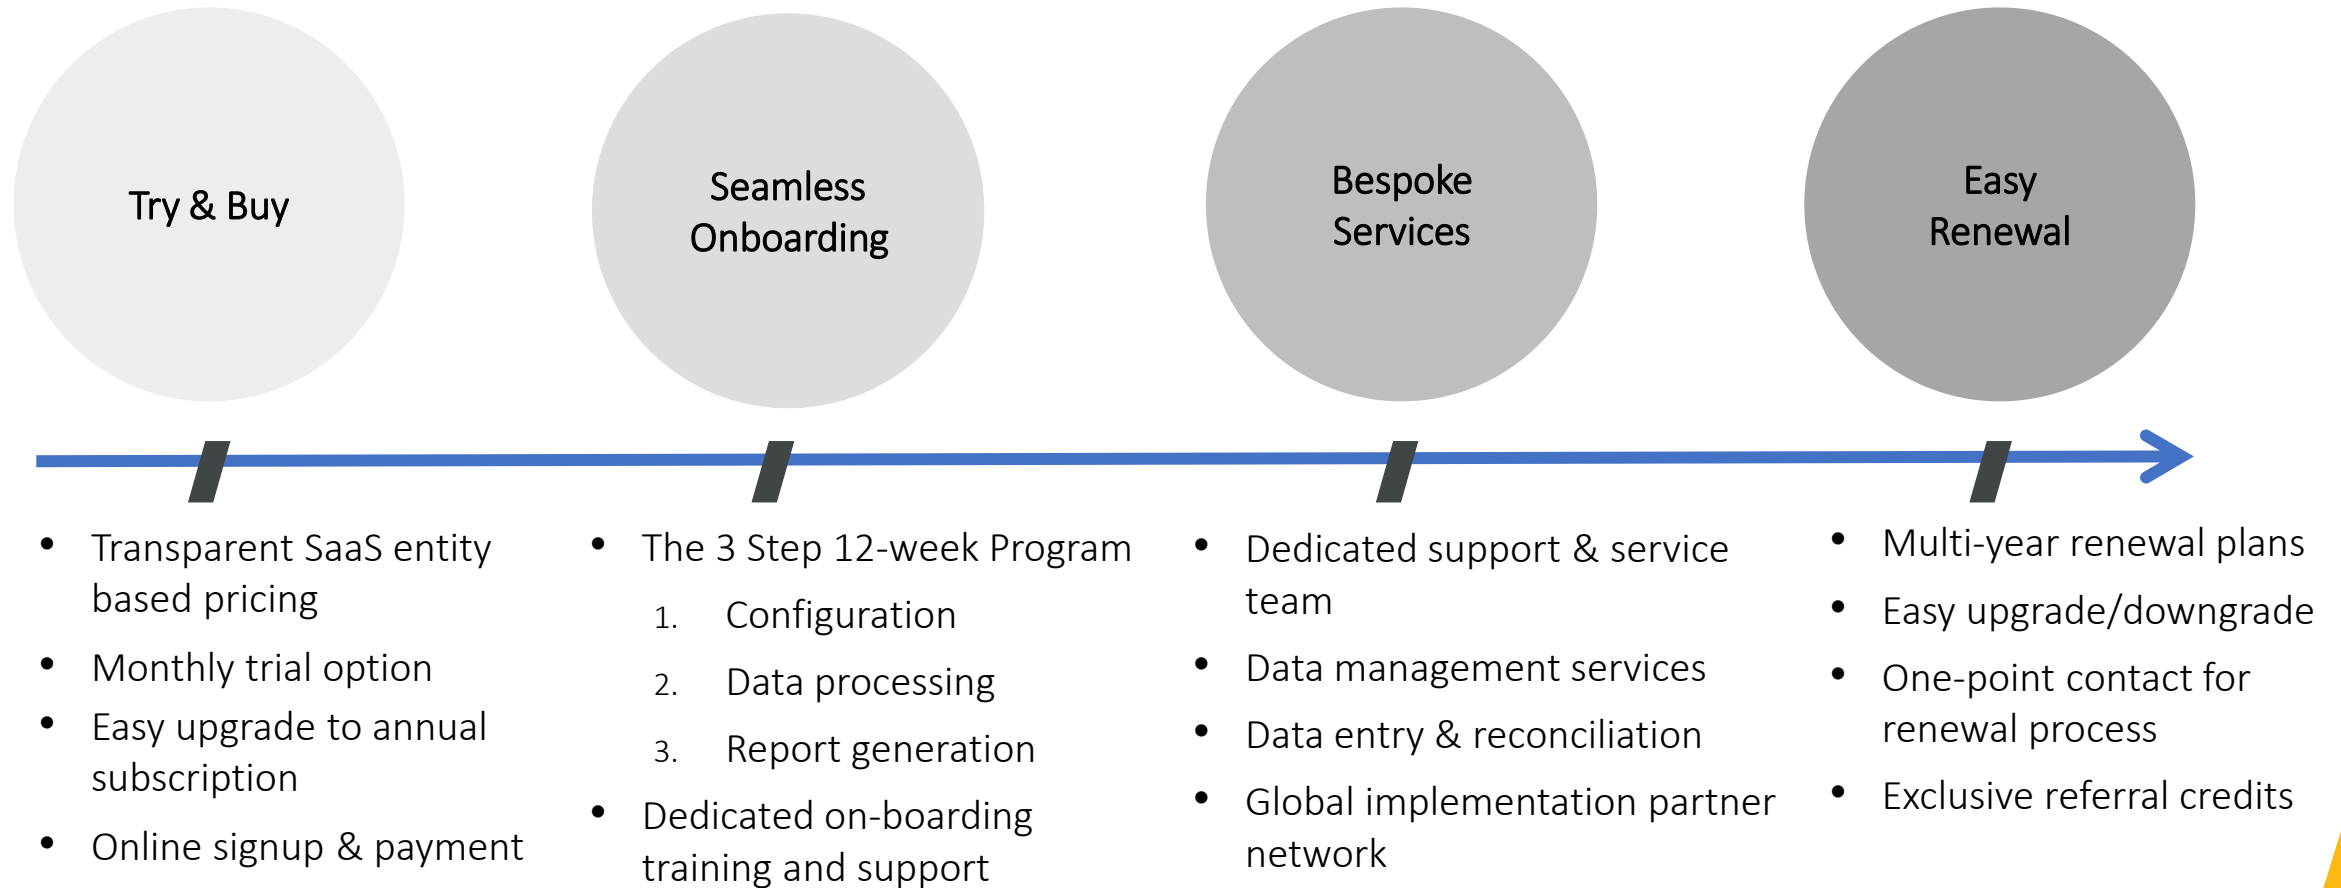 Try & Buy
Seamless
Onboarding
Bespoke
Services
Easy
Renewal
• Transparent SaaS entity
based pricing
• Monthly trial option
• Easy upgrade to annual
subscription
• Online signup & payment
• The 3 Step 12-week Program
1. Configuration
2. Data processing
3. Report generation
• Dedicated on-boarding
training and support
• Dedicated support & service
team
• Data management services
• Data entry & reconciliation
• Global implementation partner
network
• Multi-year renewal plans
• Easy upgrade/downgrade
• One-point contact for
renewal process
• Exclusive referral credits